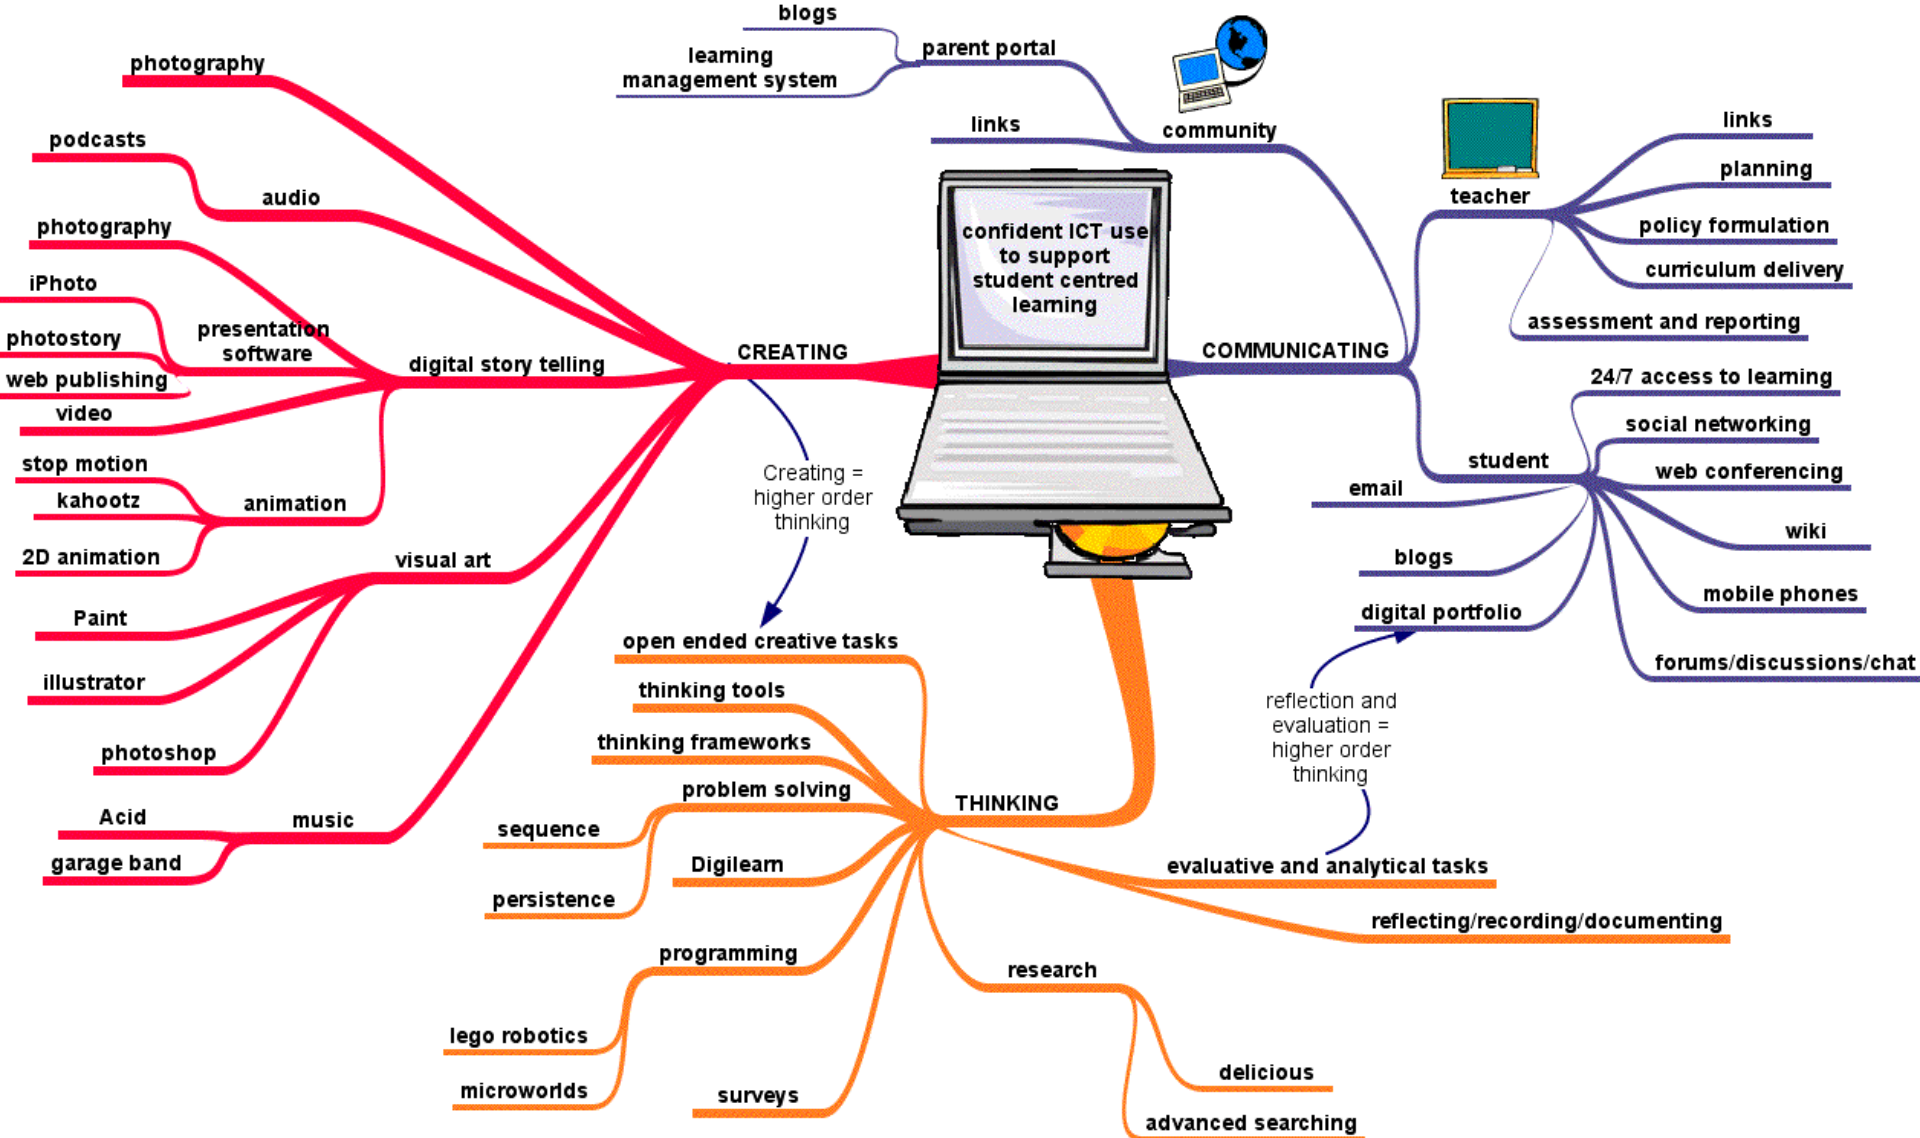 confident ICT use
to support
student centred
learning
CREATING
photography
audio
podcasts
digital story telling
photography
presentation
software
iPhoto
photostory
web publishing
video
animation
stop motion
kahootz
2D animation
visual art
Paint
illustrator
photoshop
music
Acid
garage band
Creating =
higher order
thinking
COMMUNICATING
community
parent portal
blogs
learning
management system
links
teacher
links
planning
policy formulation
curriculum delivery
assessment and reporting
student
24/7 access to learning
social networking
web conferencing
wiki
mobile phones
forums/discussions/chat
email
blogs
digital portfolio
reflection and
evaluation =
higher order
thinking
THINKING
open ended creative tasks
thinking tools
thinking frameworks
problem solving
sequence
persistence
Digilearn
programming
lego robotics
microworlds
surveys
research
delicious
advanced searching
evaluative and analytical tasks
reflecting/recording/documenting